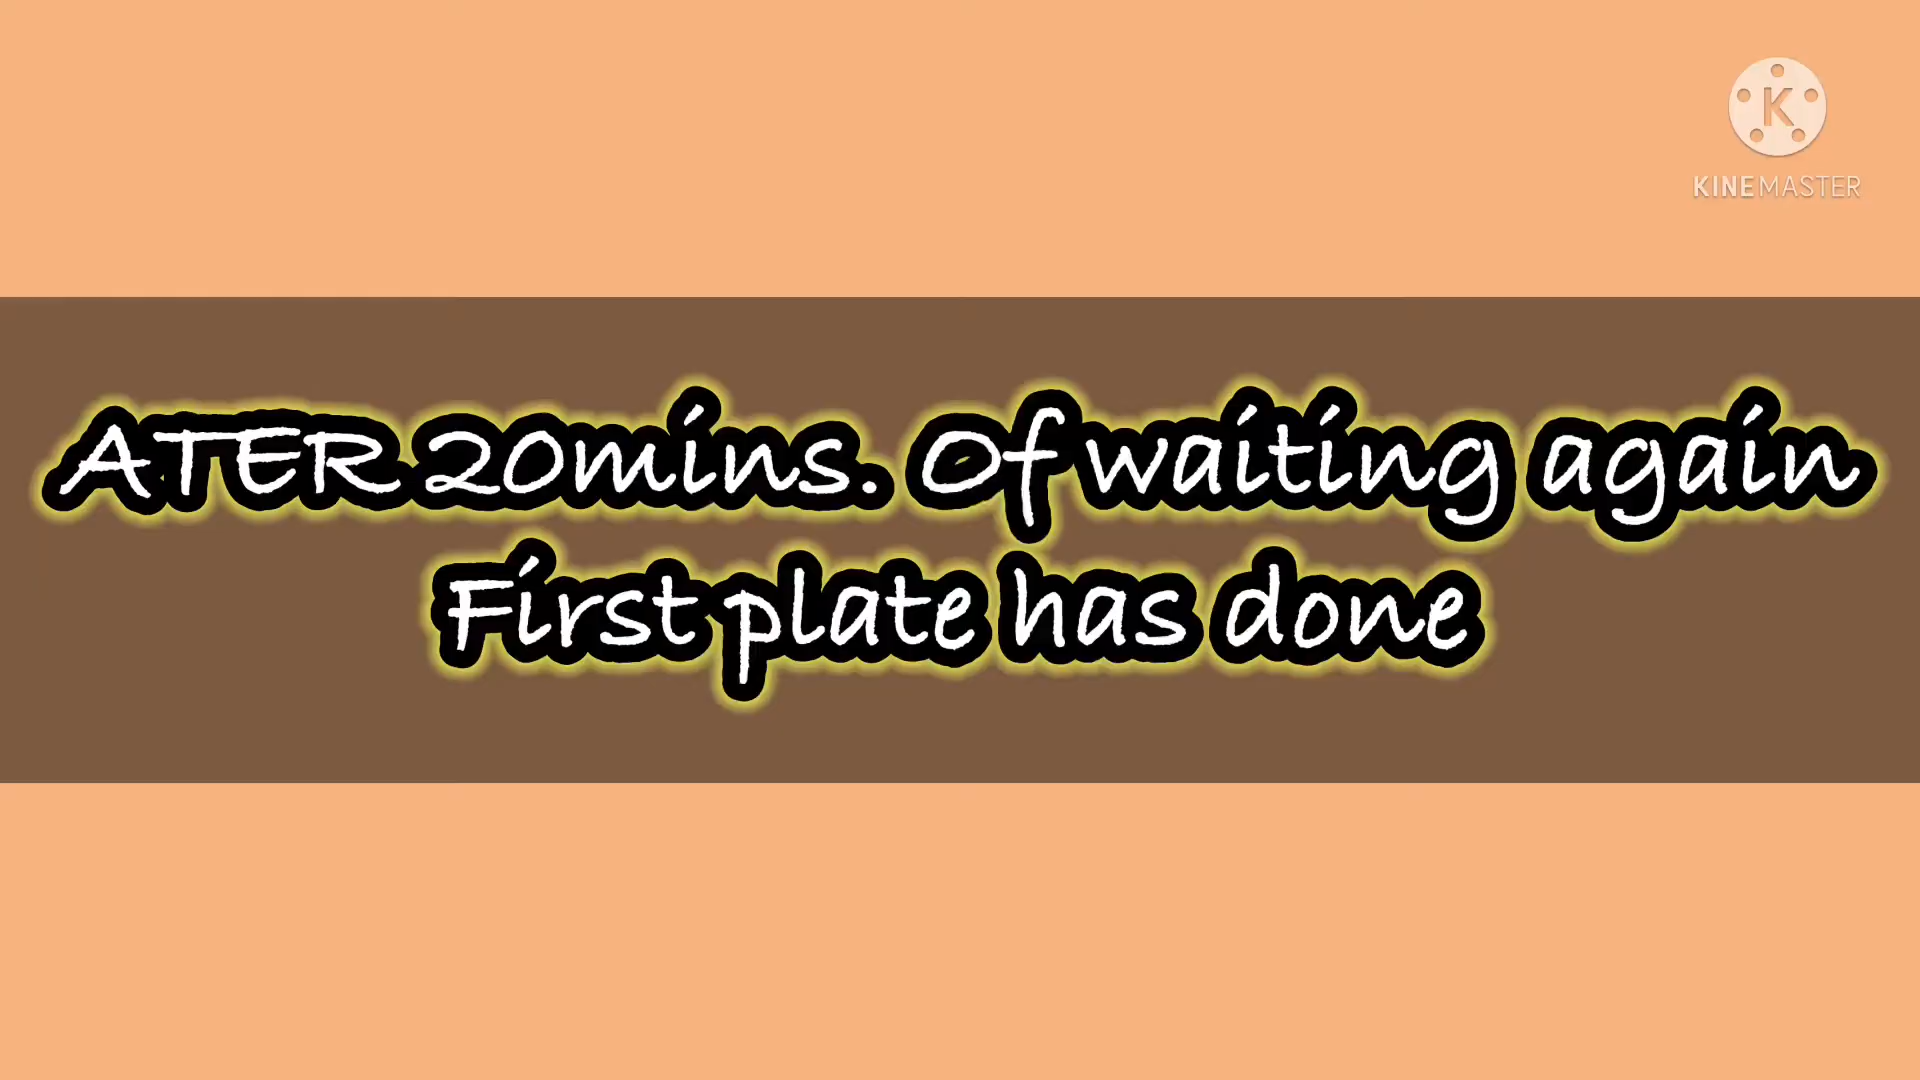 K
KINEMASTER
ATER 20mins. Of waiting again
First plate has done